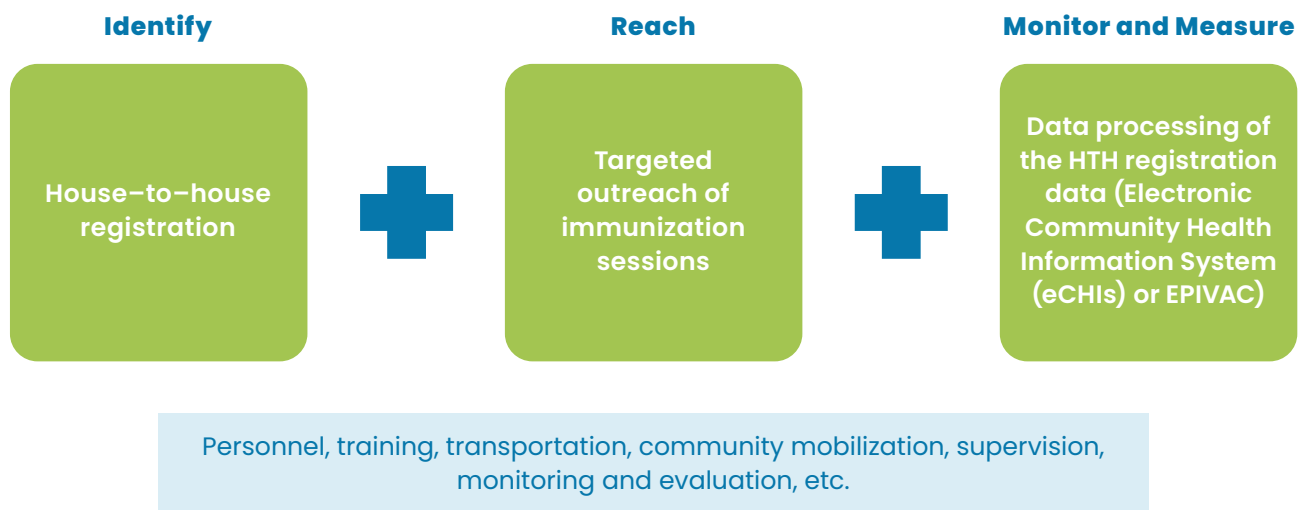 Identify
House–to–house
registration
Reach
Targeted
outreach of
immunization
sessions
Monitor and Measure
Data processing of
the HTH registration
data (Electronic
Community Health
Information System
(eCHIs) or EPIVAC)
Personnel, training, transportation, community mobilization, supervision,
monitoring and evaluation, etc.